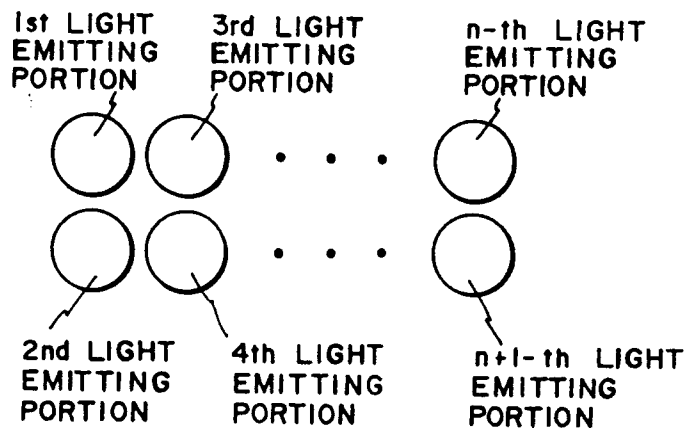 1st LIGHT
EMITTING
PORTION
3rd LIGHT
EMITTING
PORTION
n-th LIGHT
EMITTING
PORTION
2nd LIGHT
EMITTING
PORTION
4th LIGHT
EMITTING
PORTION
n+1-th LIGHT
EMITTING
PORTION